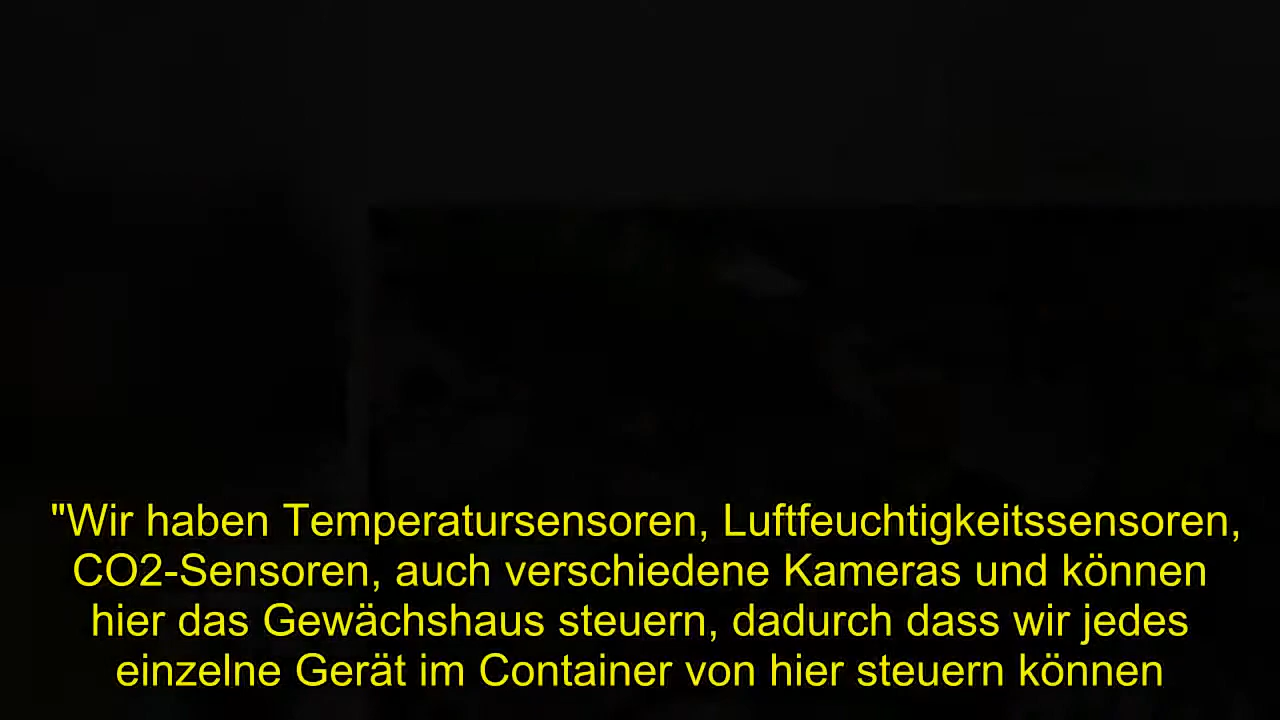 "Wir haben Temperatursensoren, Luftfeuchtigkeitssensoren,
CO2-Sensoren, auch verschiedene Kameras und können
hier das Gewächshaus steuern, dadurch dass wir jedes
einzelne Gerät im Container von hier steuern können